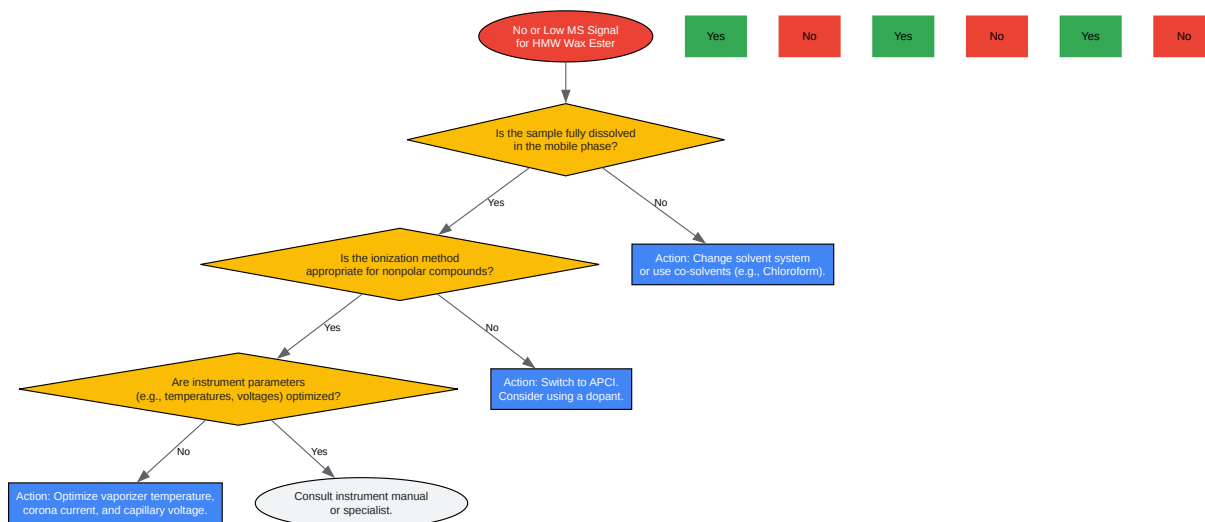 No or Low MS Signal
for HMW Wax Ester
Yes
No
Yes
No
Yes
No
Is the sample fully dissolved
in the mobile phase?
Yes
No
Is the ionization method
appropriate for nonpolar compounds?
Action: Change solvent system
or use co-solvents (e.g., Chloroform).
Yes
No
Are instrument parameters
(e.g., temperatures, voltages) optimized?
Action: Switch to APCI.
Consider using a dopant.
No
Yes
Action: Optimize vaporizer temperature,
corona current, and capillary voltage.
Consult instrument manual
or specialist.